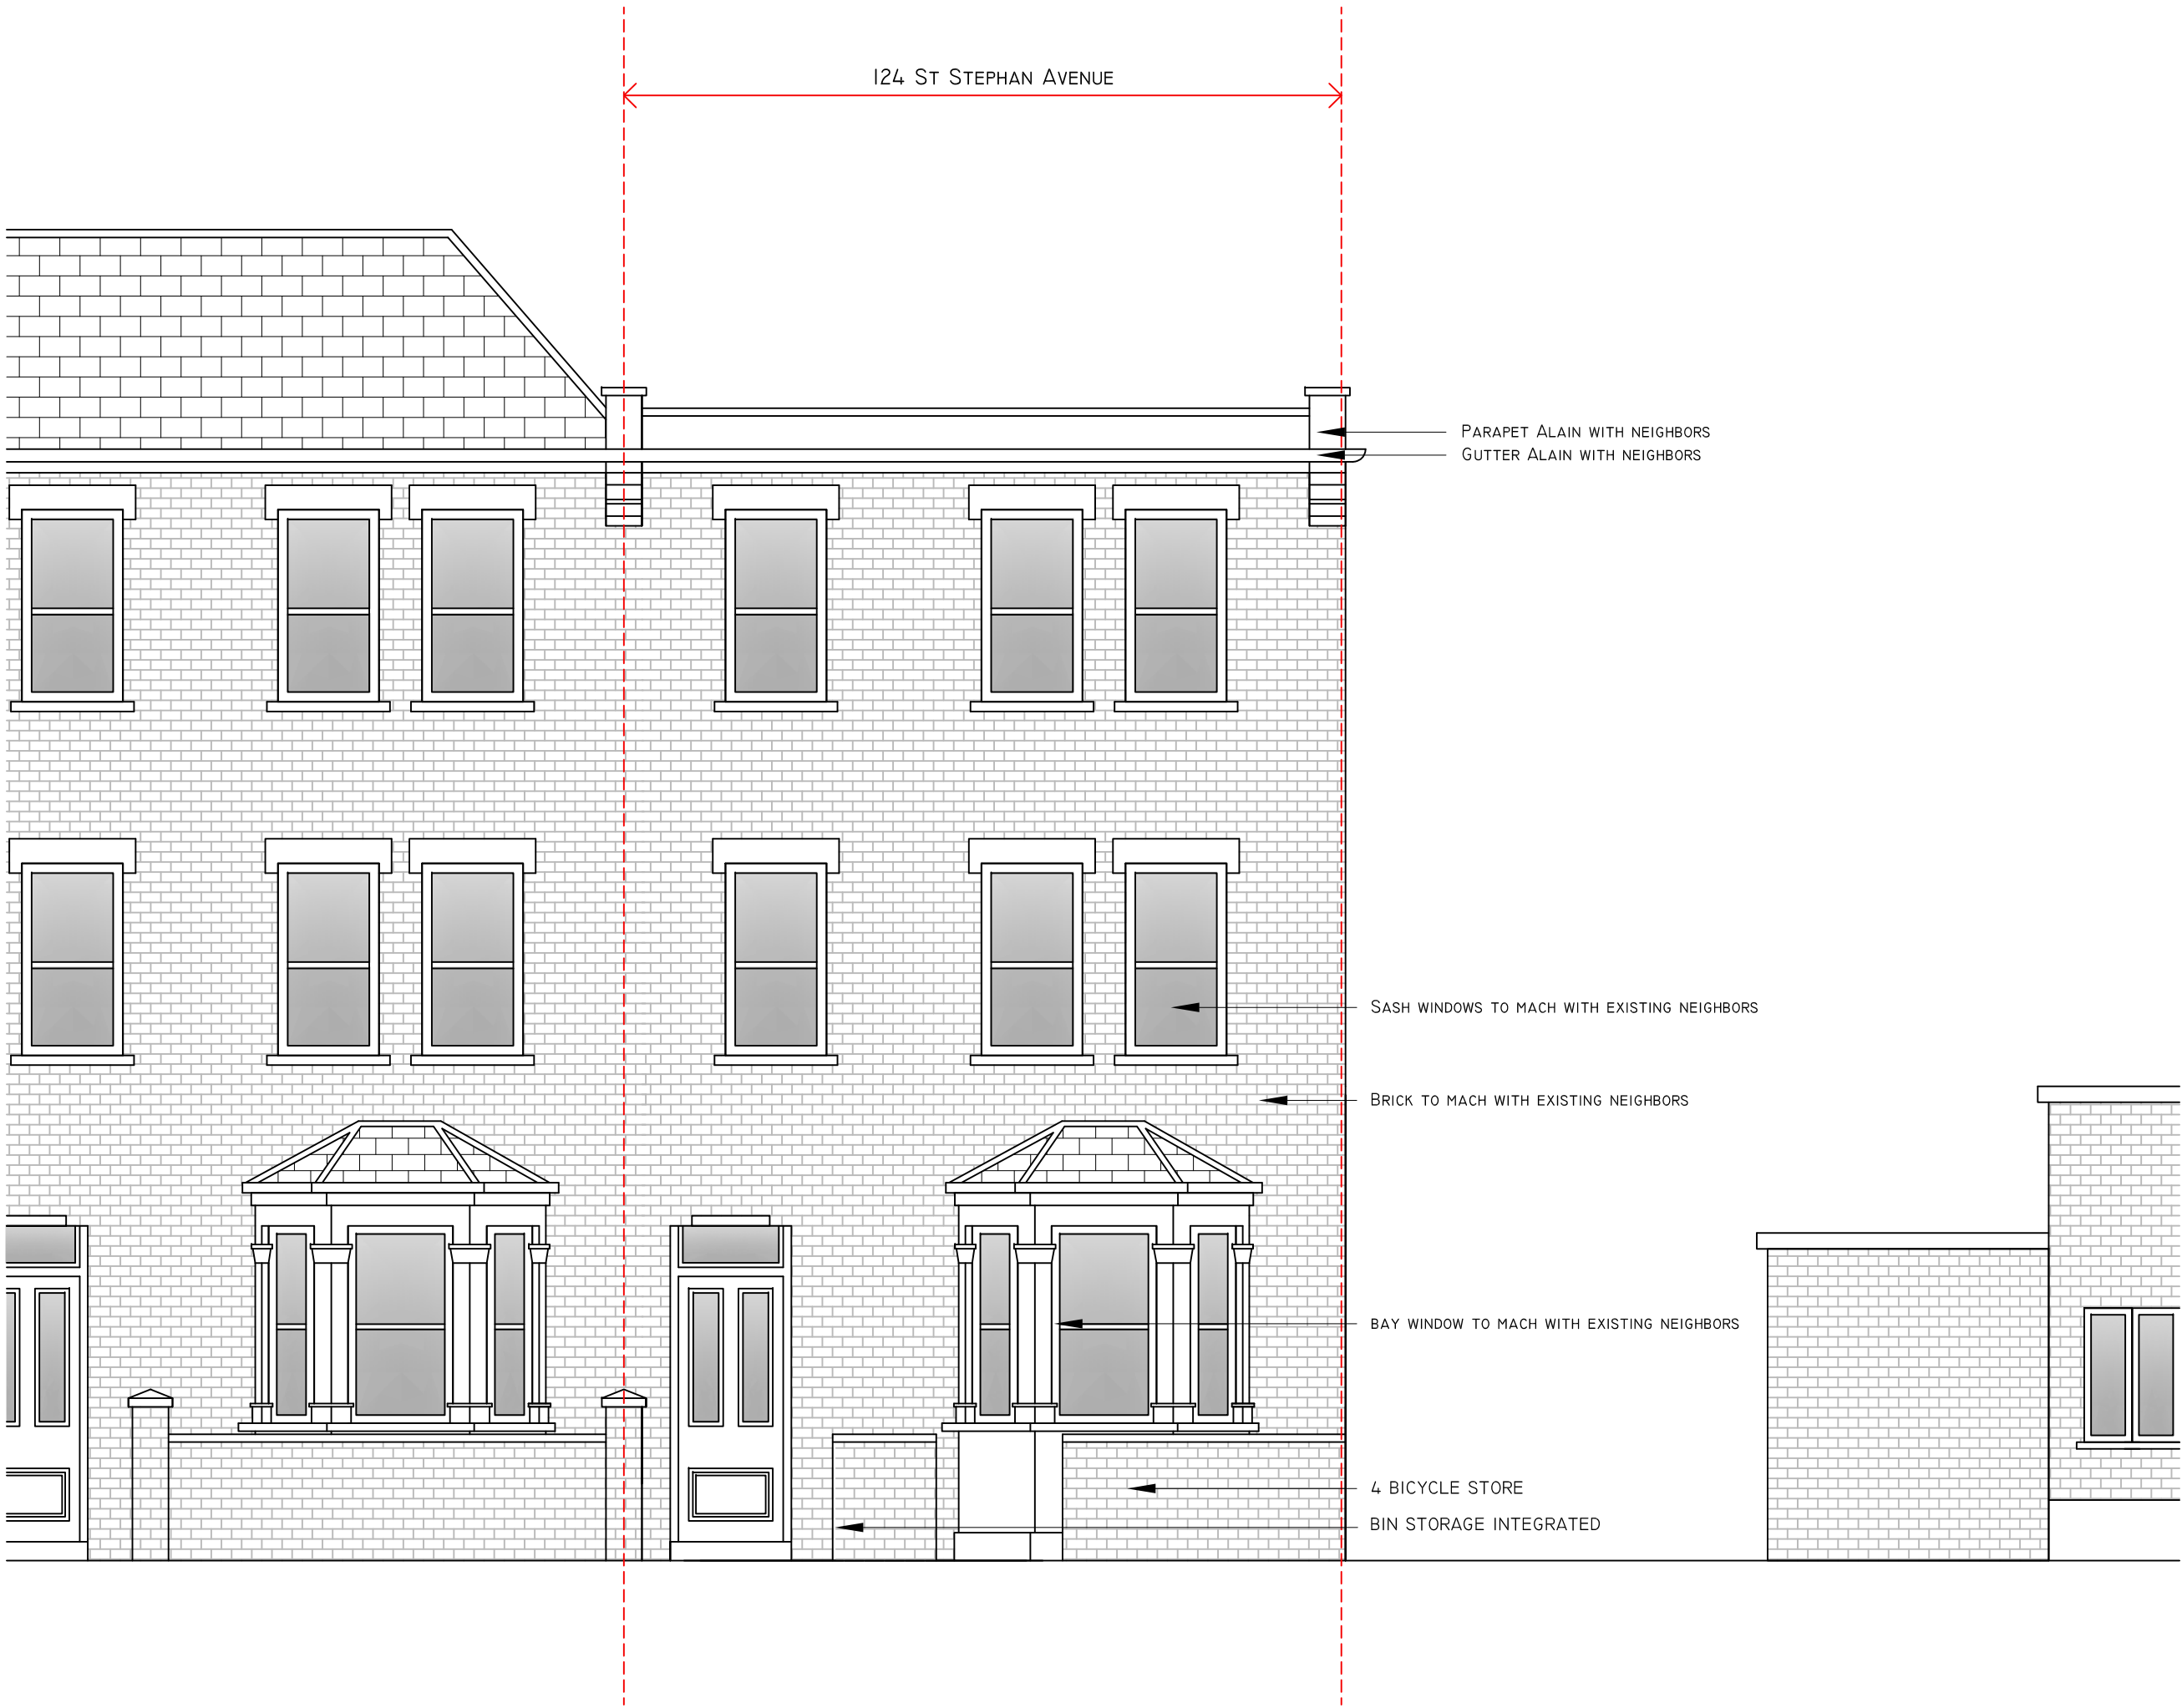 124 St Stephan Avenue
Parapet Alain with neighbors
Gutter Alain with neighbors
Sash windows to mach with existing neighbors
Brick to mach with existing neighbors
bay window to mach with existing neighbors
4 BICYCLE STORE
BIN STORAGE INTEGRATED